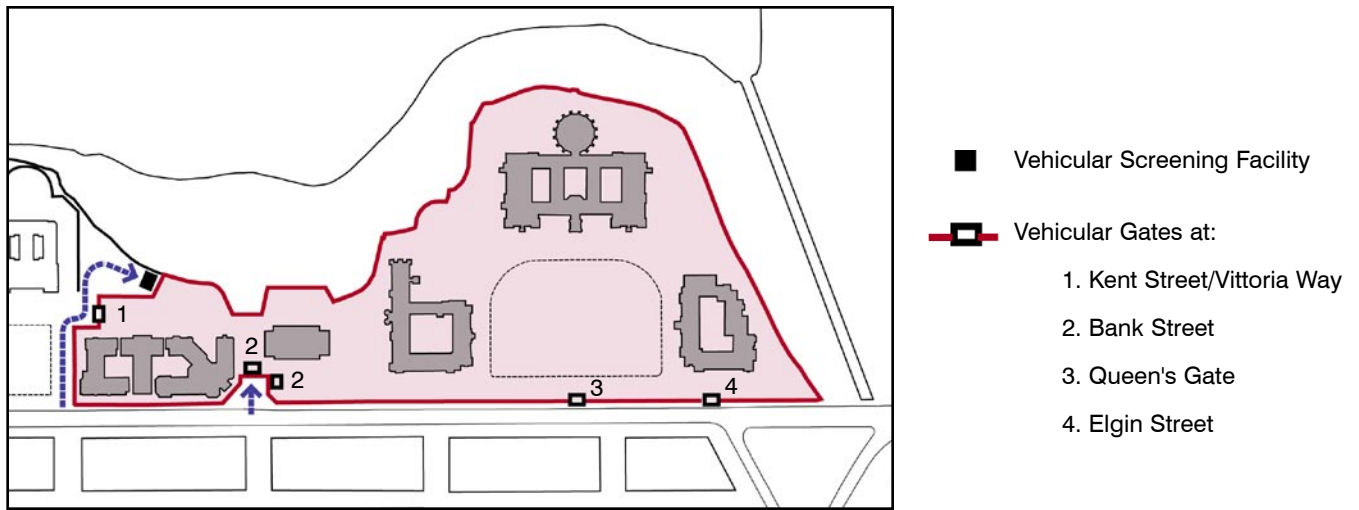 1
2
2
3
4
Vehicular Screening Facility
Vehicular Gates at:
1. Kent Street/Vittoria Way
2. Bank Street
3. Queen's Gate
4. Elgin Street